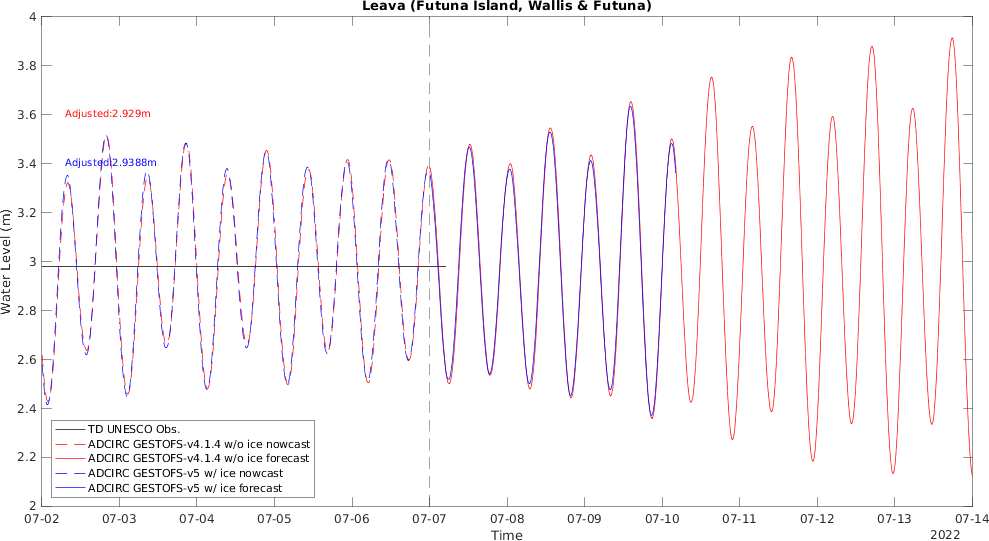 Leava (Futuna Island, Wallis & Futuna)
4
3.8
3.6
3.4
3.2
3
2.8
2.6
2.4
2.2
2
Water Level (m)
Adjusted:2.929m
Adjusted:2.9388m
TD UNESCO Obs.
ADCIRC GESTOFS-v4.1.4 w/o ice nowcast
ADCIRC GESTOFS-v4.1.4 w/o ice forecast
ADCIRC GESTOFS-v5 w/ ice nowcast
ADCIRC GESTOFS-v5 w/ ice forecast
07-02 07-03 07-04 07-05 07-06 07-07 07-08 07-09 07-10 07-11 07-12 07-13 07-14
Time
2022